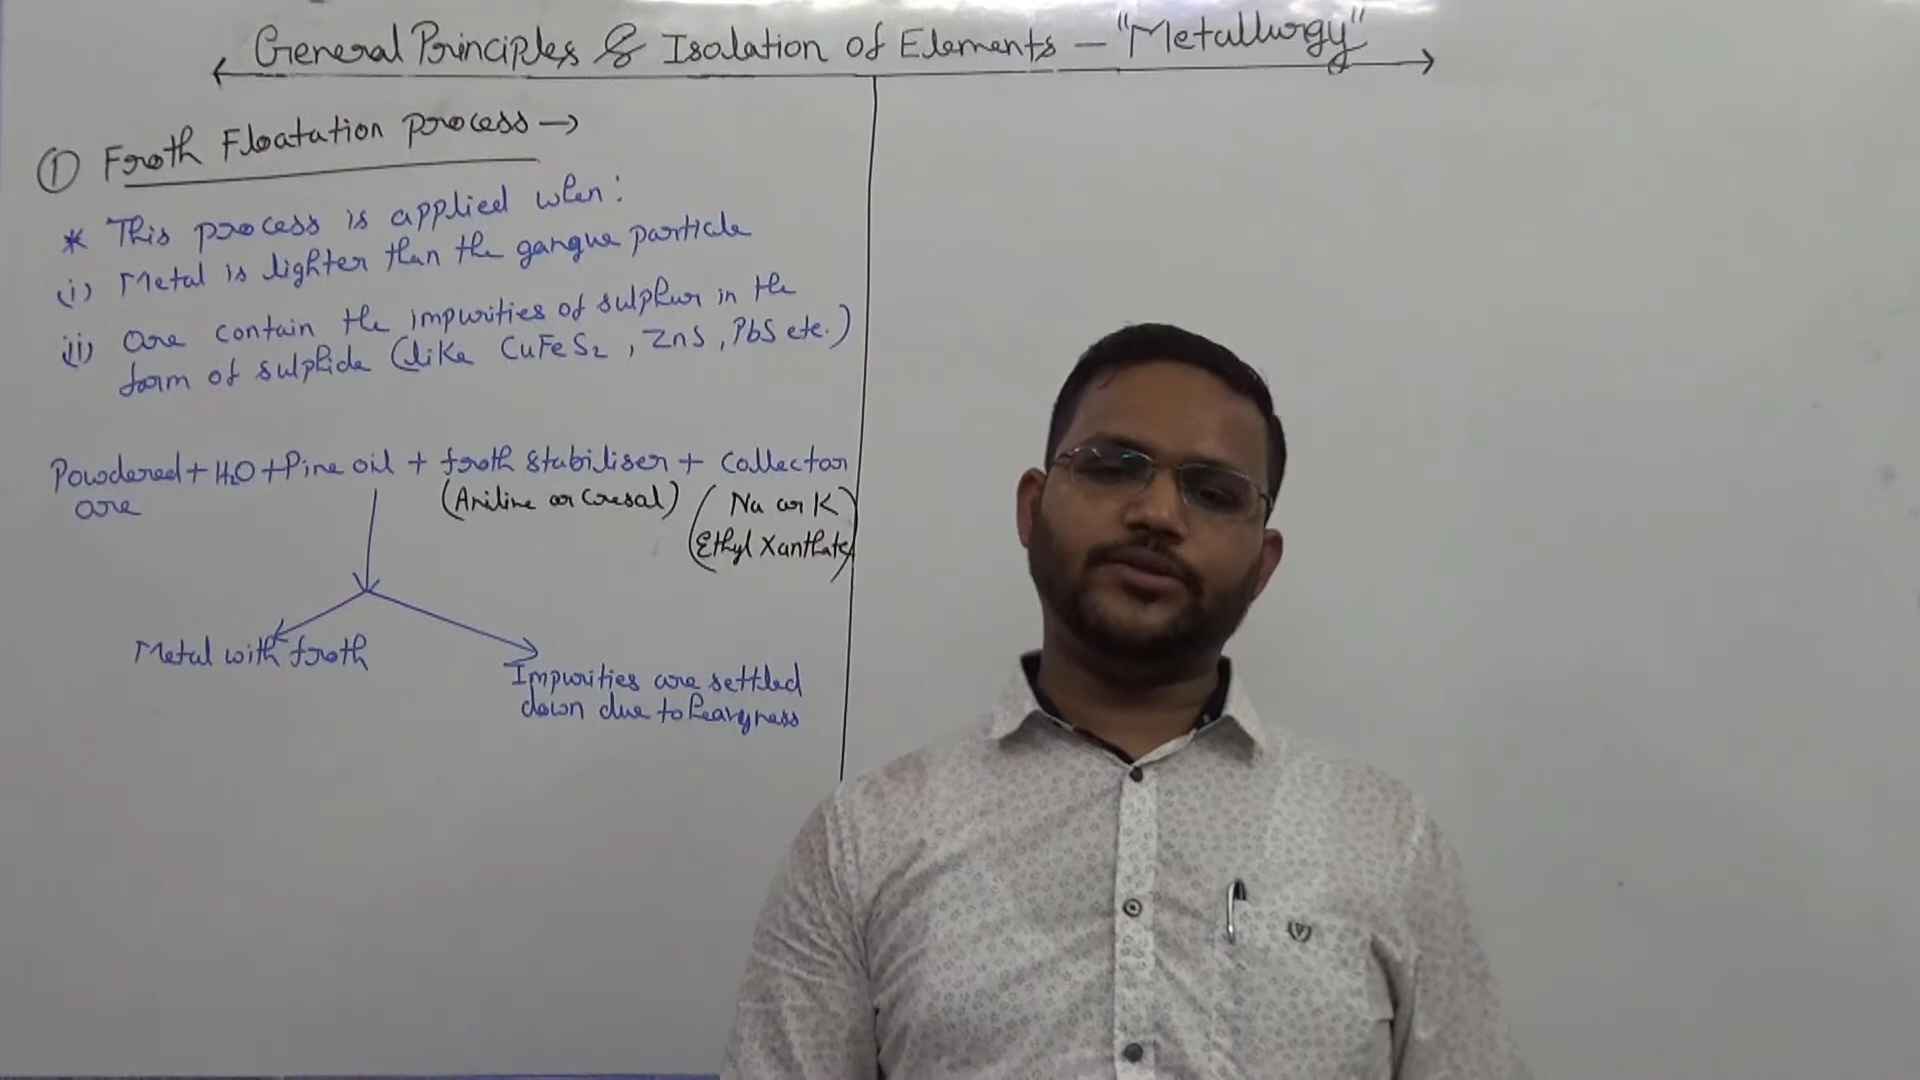 General Principles & Isolation of Elements — "Metallurgy"
① Froth Floatation process →
* This process is applied when:
(i) Metal is lighter than the gangue particle
(ii) Ore contain the impurities of sulphur in the
form of sulphide (like CuFeS₂, ZnS, PbS etc.)
Powdered + H₂O + Pine oil + froth stabiliser + Collector
ore
(Aniline or Cresol)
(Na or K
Ethyl Xanthate)
Metal with froth
Impurities are settled
down due to heavyness